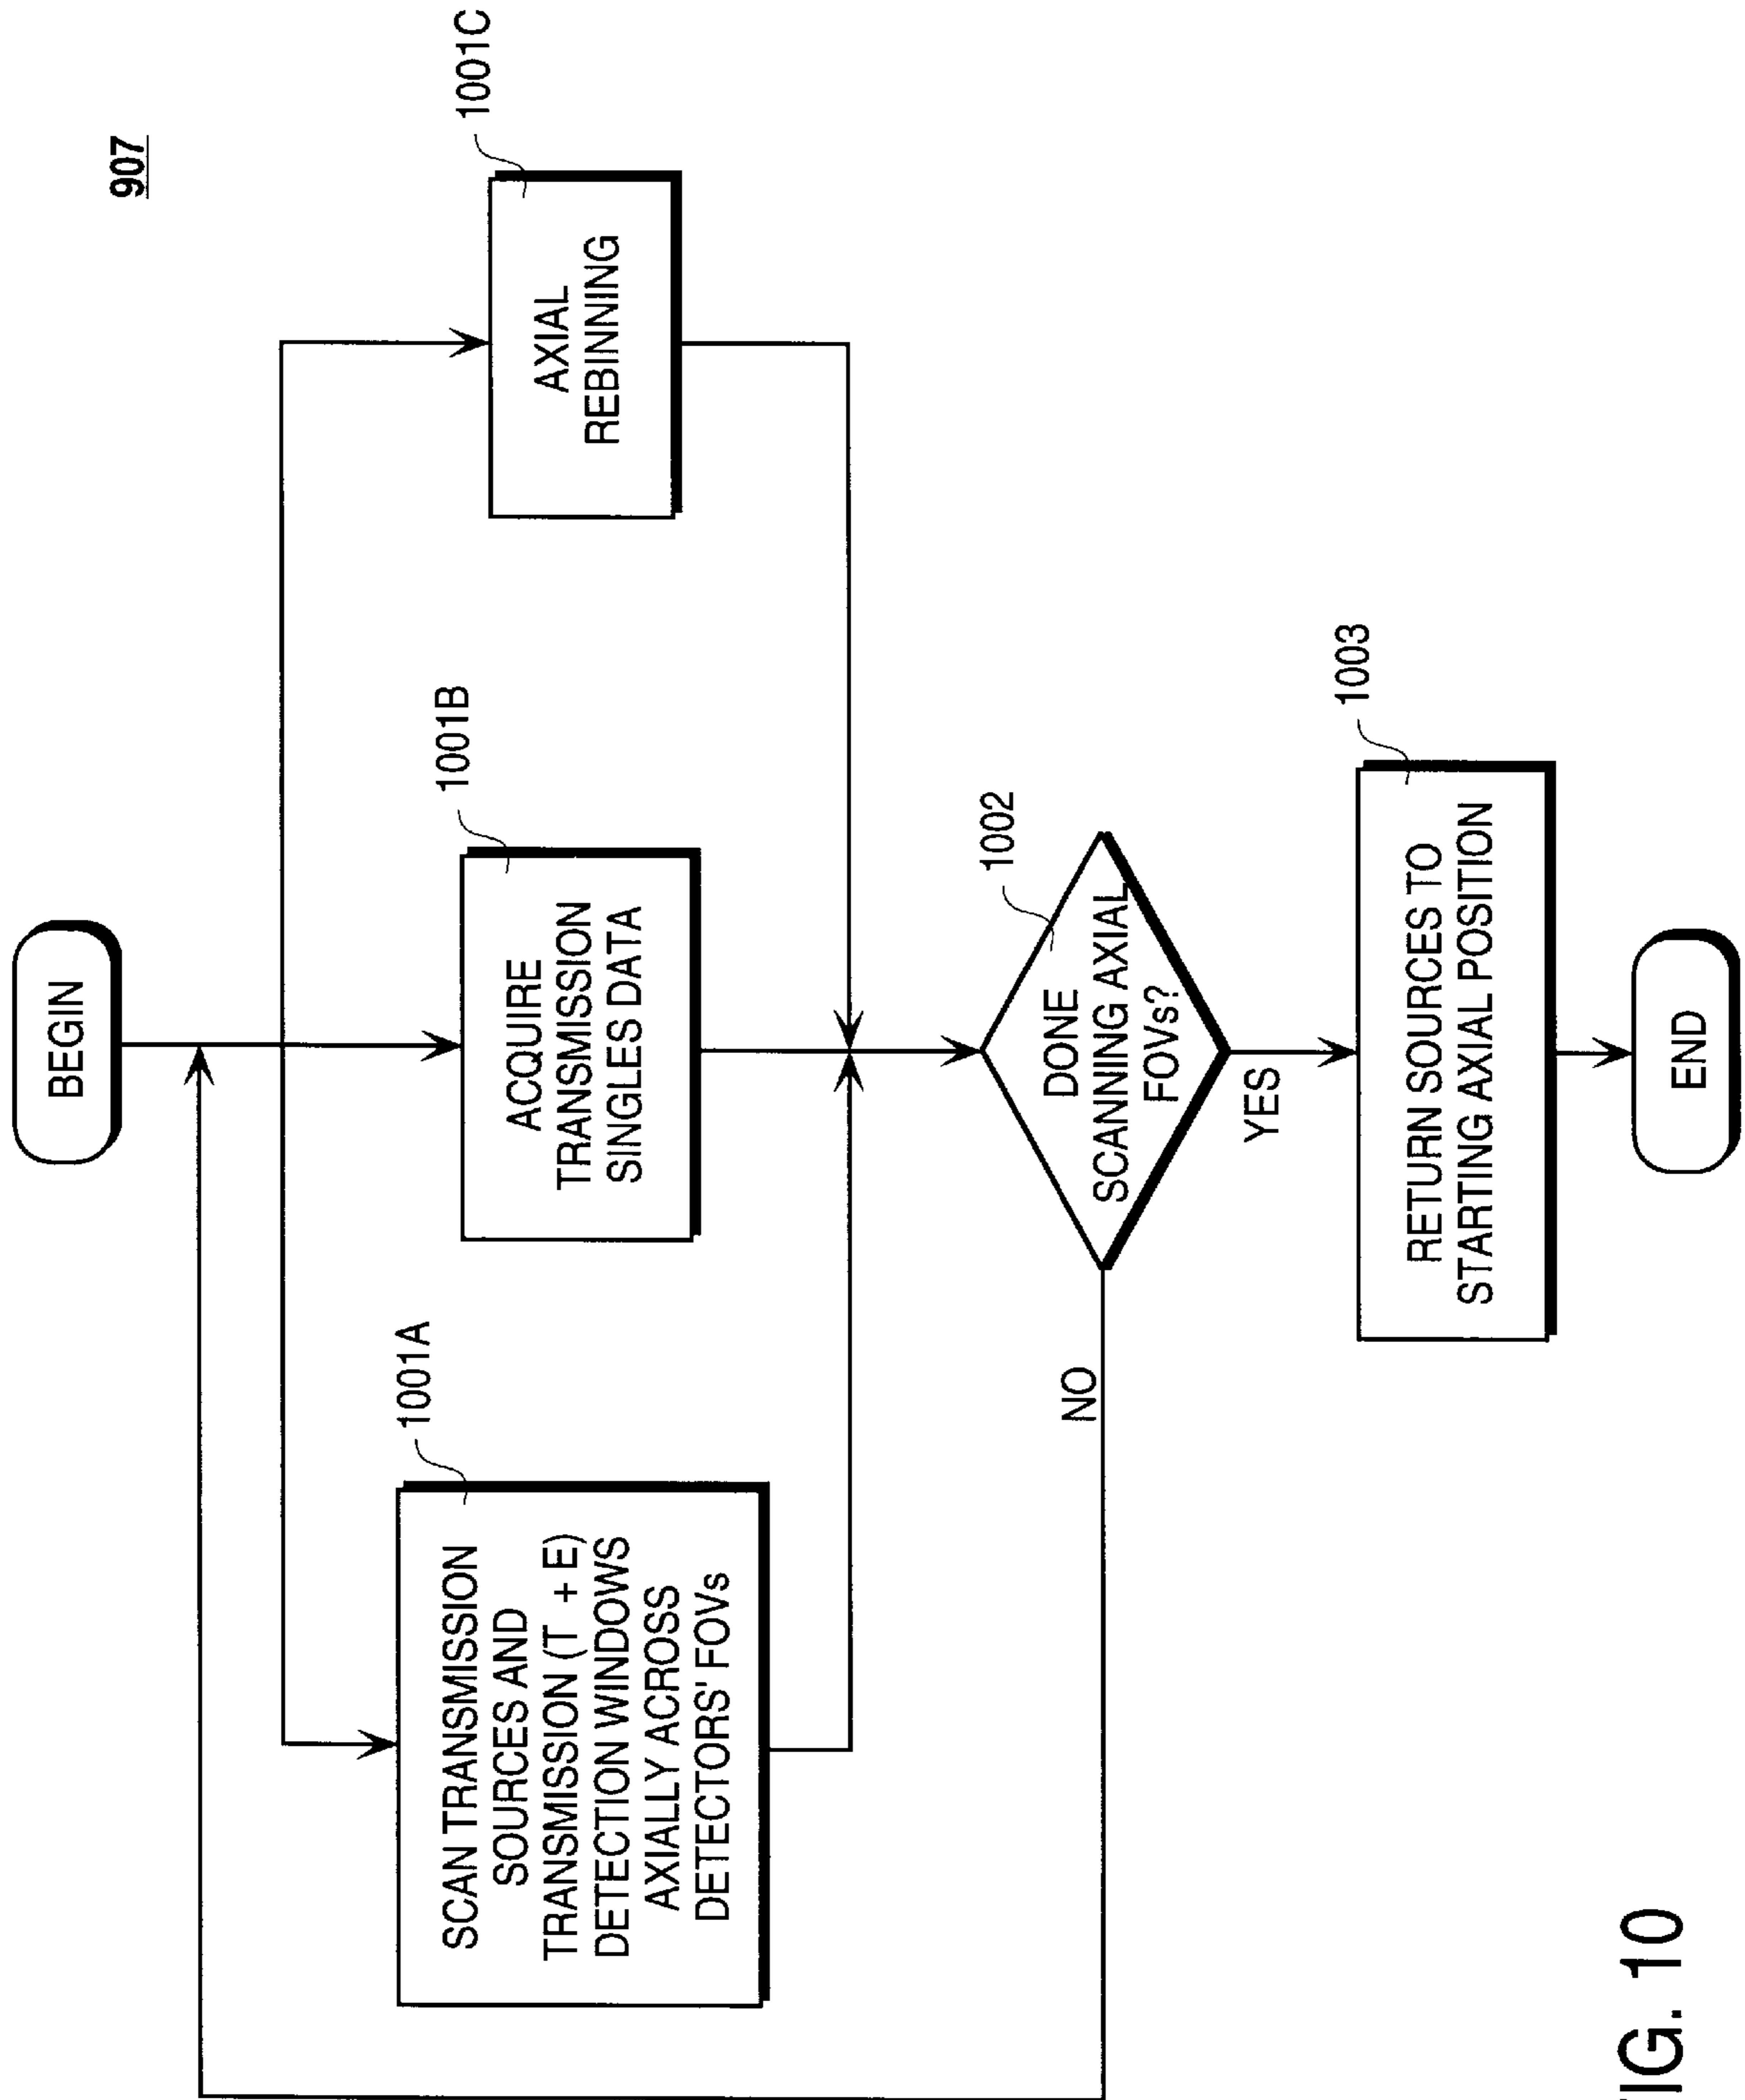 907
BEGIN
1001A
SCAN TRANSMISSION
SOURCES AND
TRANSMISSION (T + E)
DETECTION WINDOWS
AXIALLY ACROSS
DETECTORS' FOVs
1001B
ACQUIRE
TRANSMISSION
SINGLES DATA
1001C
AXIAL
REBINNING
1002
DONE
SCANNING AXIAL
FOVs?
NO
YES
1003
RETURN SOURCES TO
STARTING AXIAL POSITION
END
IG. 10